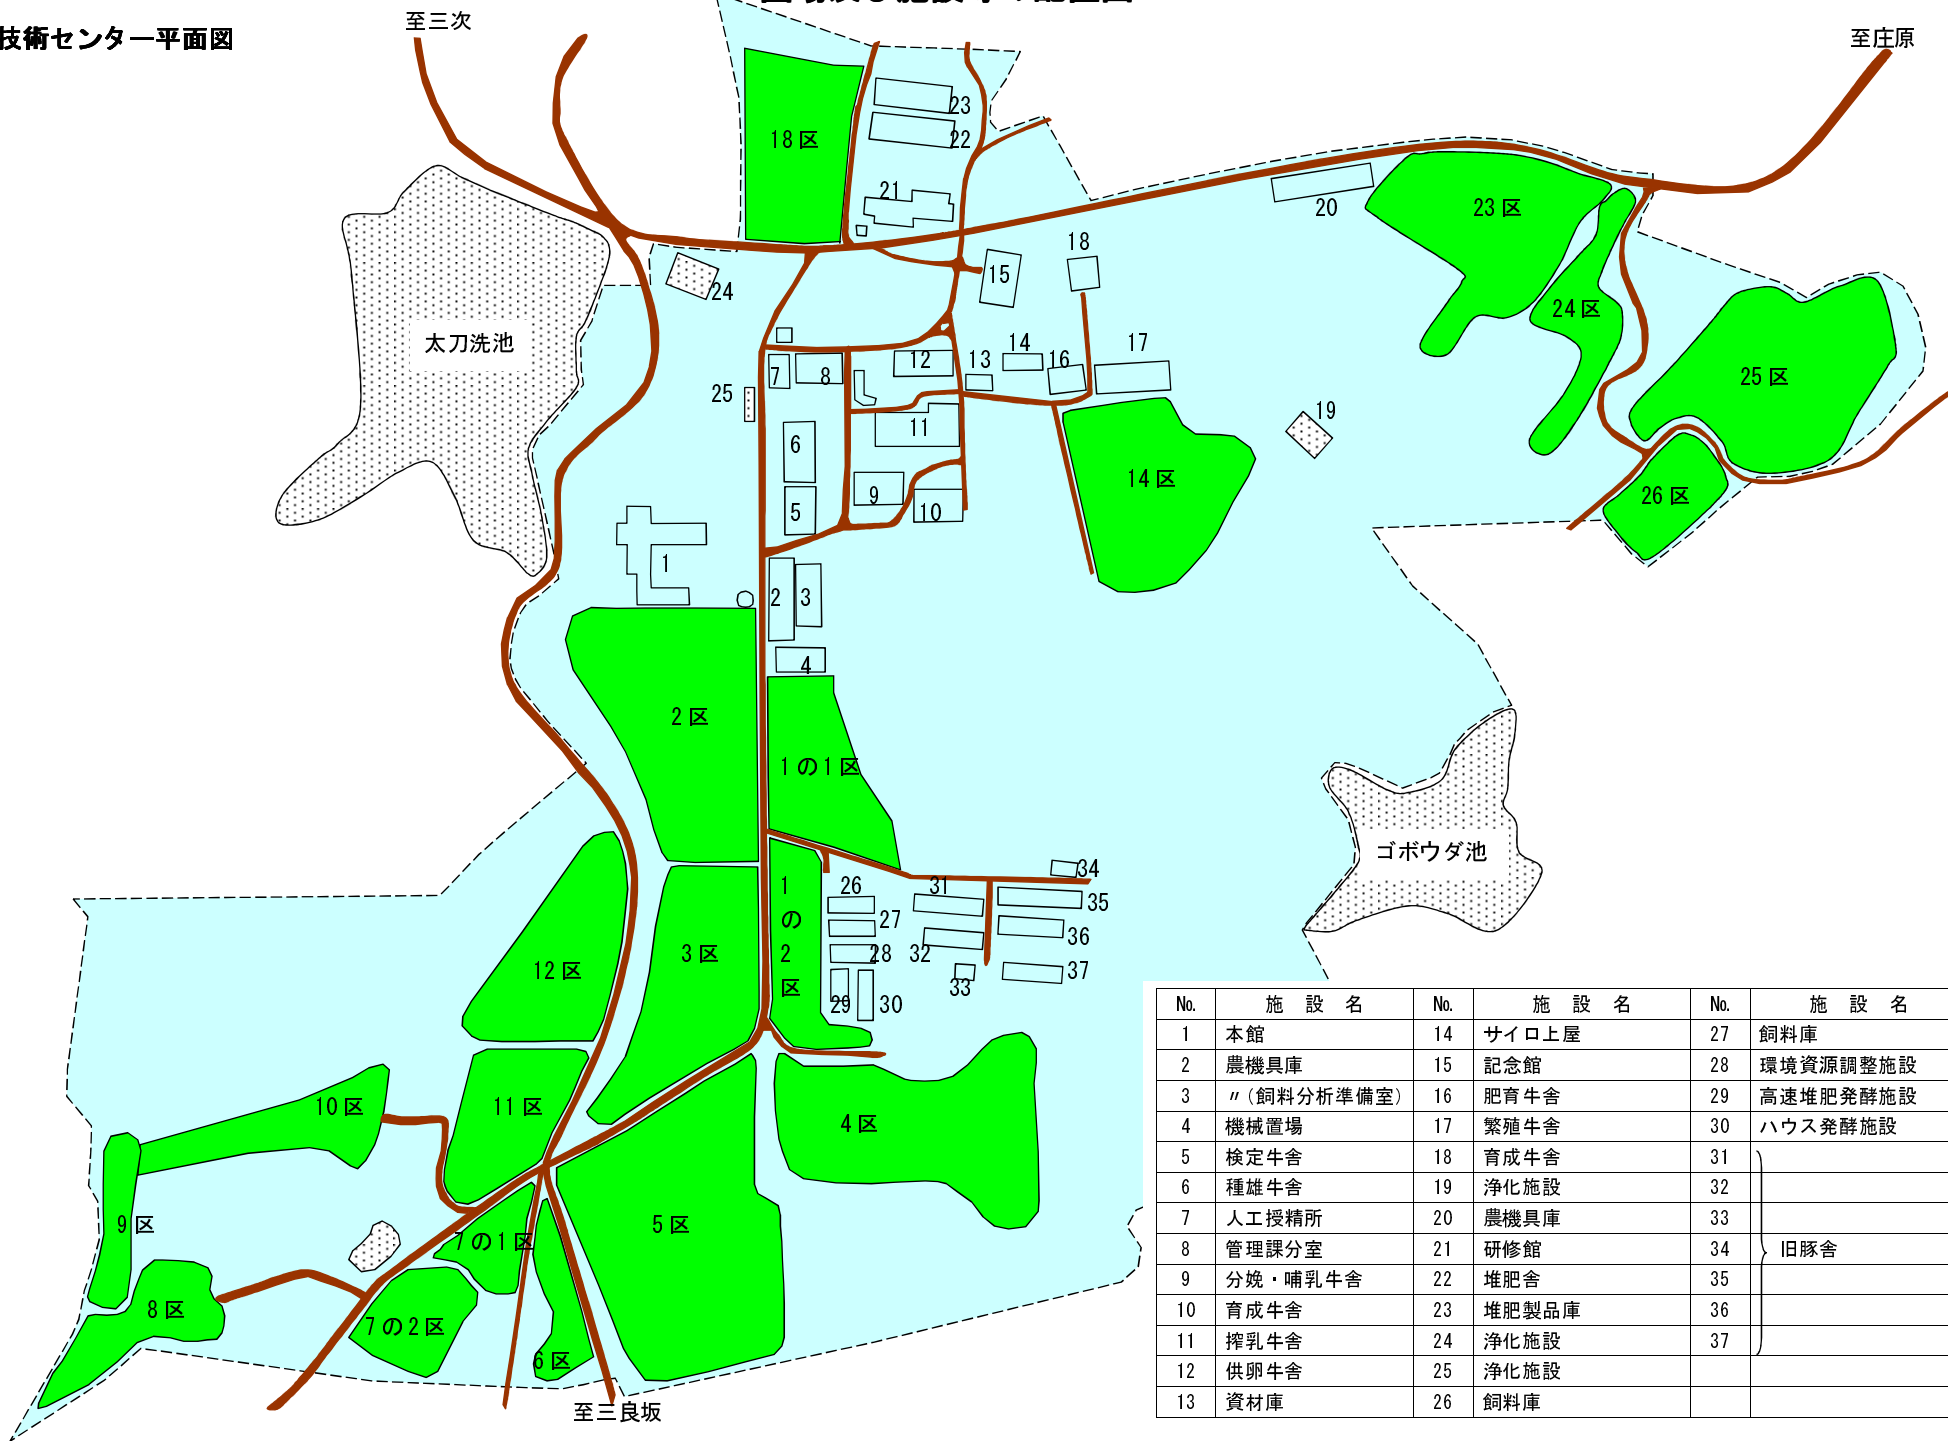 技術センター平面図
至三次
至庄原
18区
23
22
21
20
23区
24
15
18
24区
太刀洗池
25区
7
8
12
13
14
16
17
25
11
19
6
14区
5
9
10
26区
1
2
3
4
2区
1の1区
ゴボウダ池
1の2区
26
27
28
29
30
31
32
33
34
35
36
37
12区
3区
10区
11区
4区
9区
7の1区
5区
8区
7の2区
6区
至三良坂
No. 施設名 No. 施設名 No. 施設名
1 本館 14 サイロ上屋 27 飼料庫
2 農機具庫 15 記念館 28 環境資源調整施設
3 〃(飼料分析準備室) 16 肥育牛舎 29 高速堆肥発酵施設
4 機械置場 17 繁殖牛舎 30 ハウス発酵施設
5 検定牛舎 18 育成牛舎 31
6 種雄牛舎 19 浄化施設 32
7 人工授精所 20 農機具庫 33
8 管理課分室 21 研修館 34 旧豚舎
9 分娩・哺乳牛舎 22 堆肥舎 35
10 育成牛舎 23 堆肥製品庫 36
11 搾乳牛舎 24 浄化施設 37
12 供卵牛舎 25 浄化施設
13 資材庫 26 飼料庫